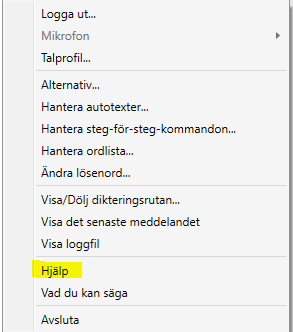 Logga ut...
Mikrofon
Talprofil...
Alternativ...
Hantera autotexter...
Hantera steg-för-steg-kommandon...
Hantera ordlista...
Ändra lösenord...
Visa/Dölj dikteringsrutan...
Visa det senaste meddelandet
Visa loggfil
Hjälp
Vad du kan säga
Avsluta